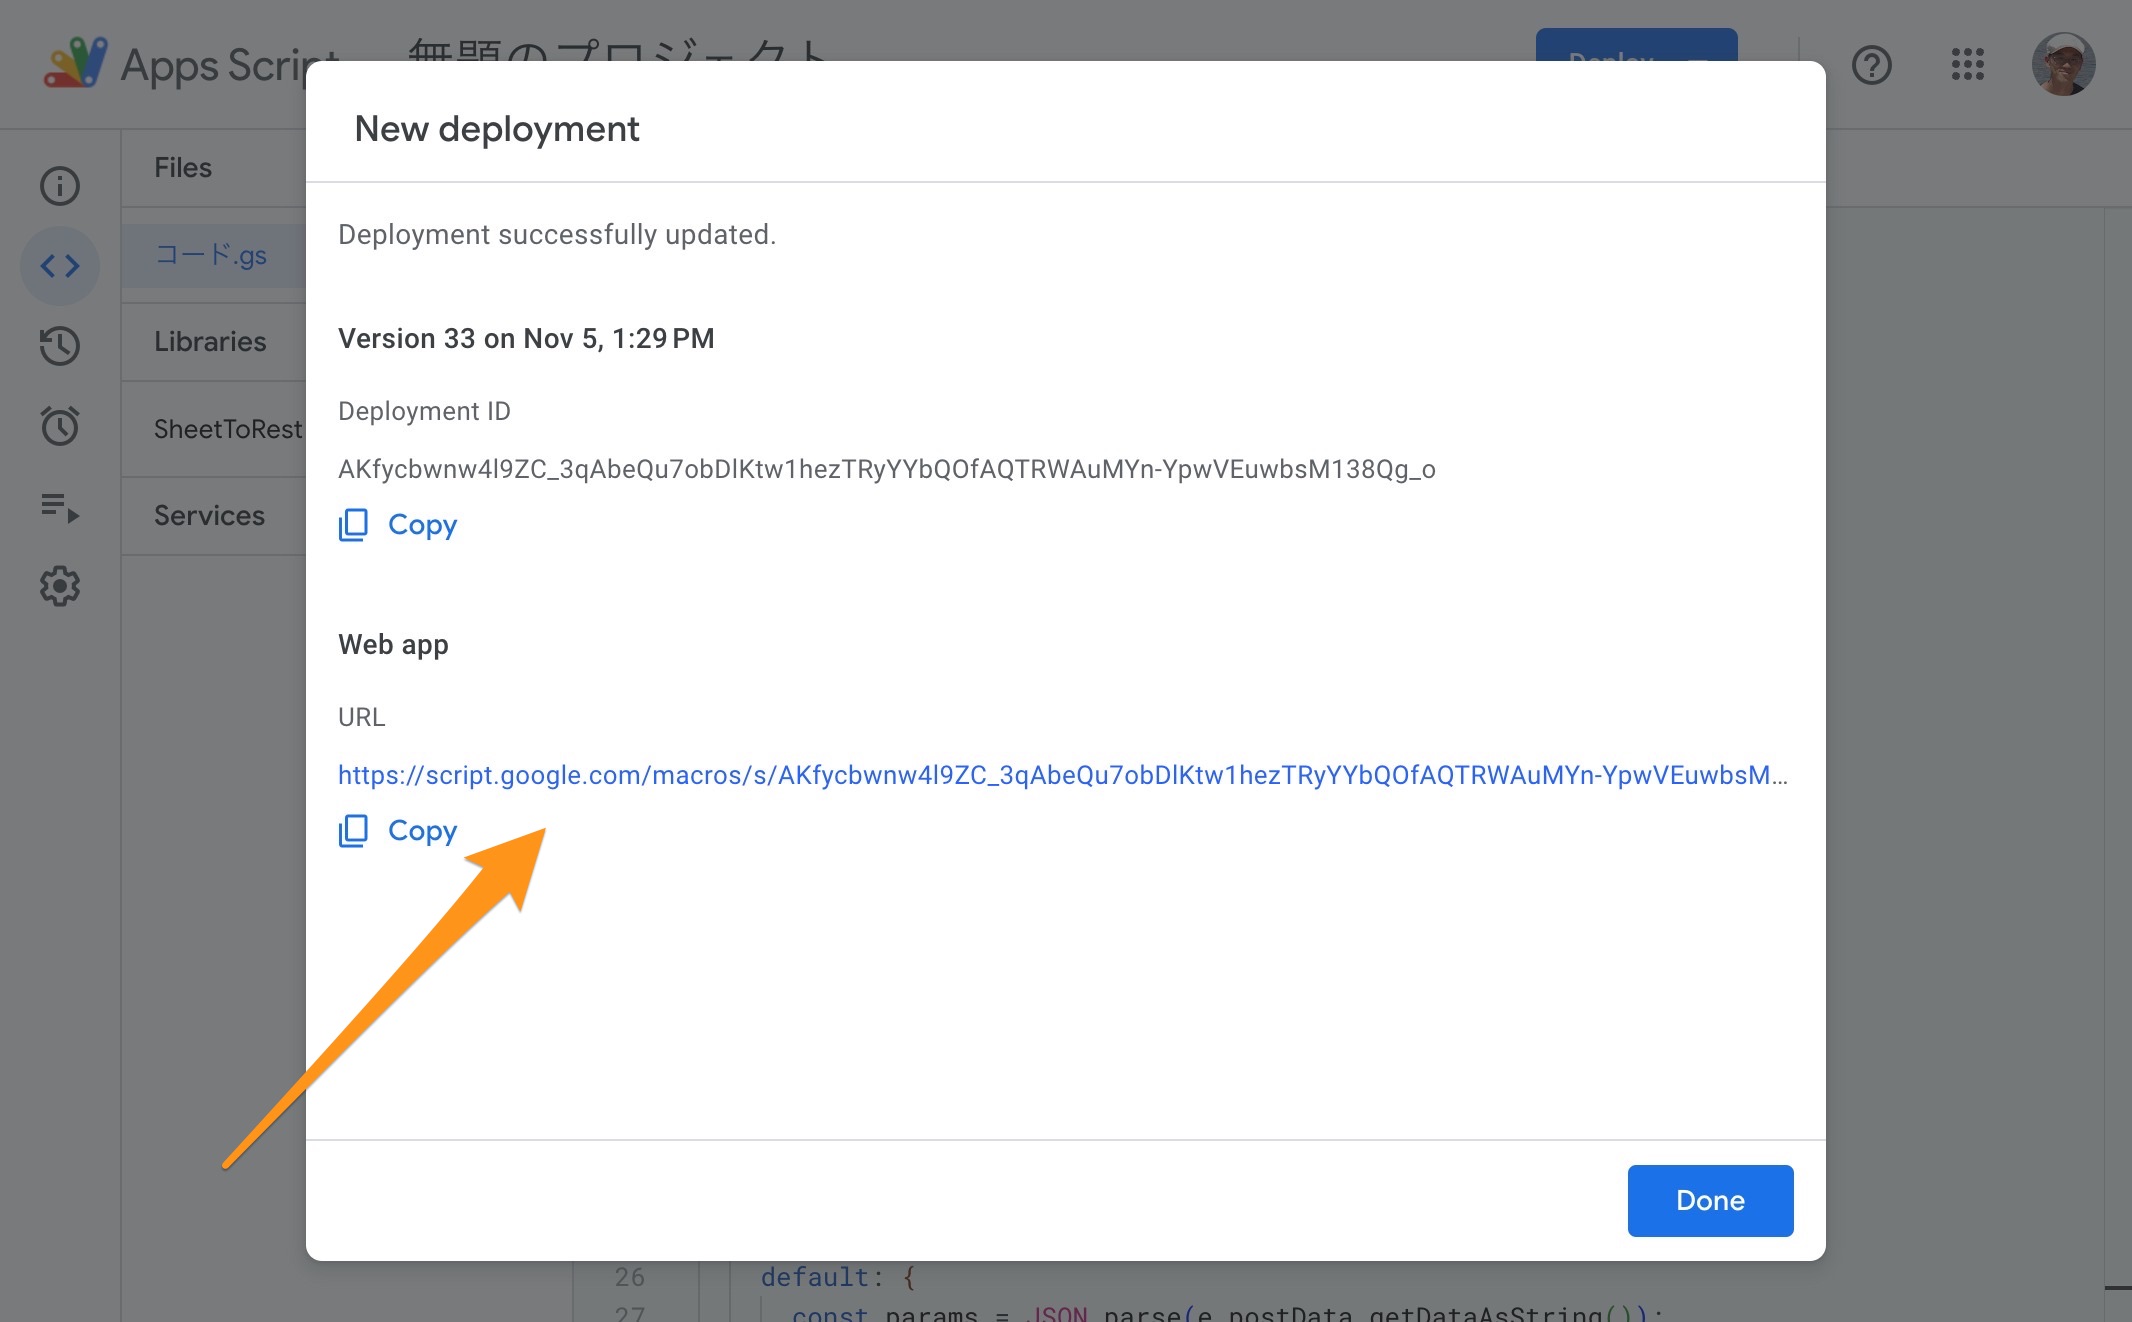 Apps Script 無題のプロジェクト Deploy
New deployment
Files
Deployment successfully updated.
コード.gs
Libraries
Version 33 on Nov 5, 1:29 PM
Deployment ID
SheetToRest
AKfycbwnw4l9ZC_3qAbeQu7obDlKtw1hezTRyYYbQOfAQTRWAuMYn-YpwVEuwbsM138Qg_o
Services
Copy
Web app
URL
https://script.google.com/macros/s/AKfycbwnw4l9ZC_3qAbeQu7obDlKtw1hezTRyYYbQOfAQTRWAuMYn-YpwVEuwbsM...
Copy
Done
26 default: {
27 const params = JSON.parse(e.postData.getDataAsString());